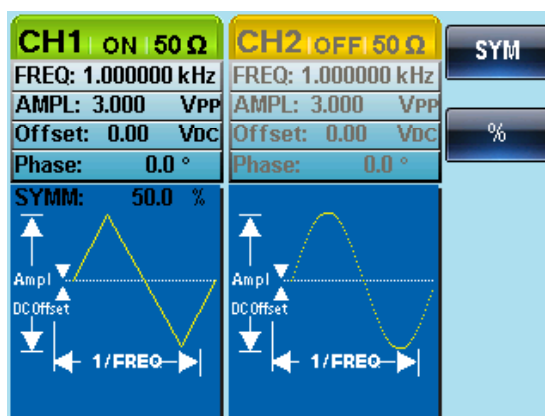 CH1 ON 50 Ω
FREQ: 1.000000 kHz
AMPL: 3.000 VPP
Offset: 0.00 VDC
Phase: 0.0 °
SYMM: 50.0 %
Ampl
DC Offset
1/FREQ
CH2 OFF 50 Ω
FREQ: 1.000000 kHz
AMPL: 3.000 VPP
Offset: 0.00 VDC
Phase: 0.0 °
Ampl
DC Offset
1/FREQ
SYM
%